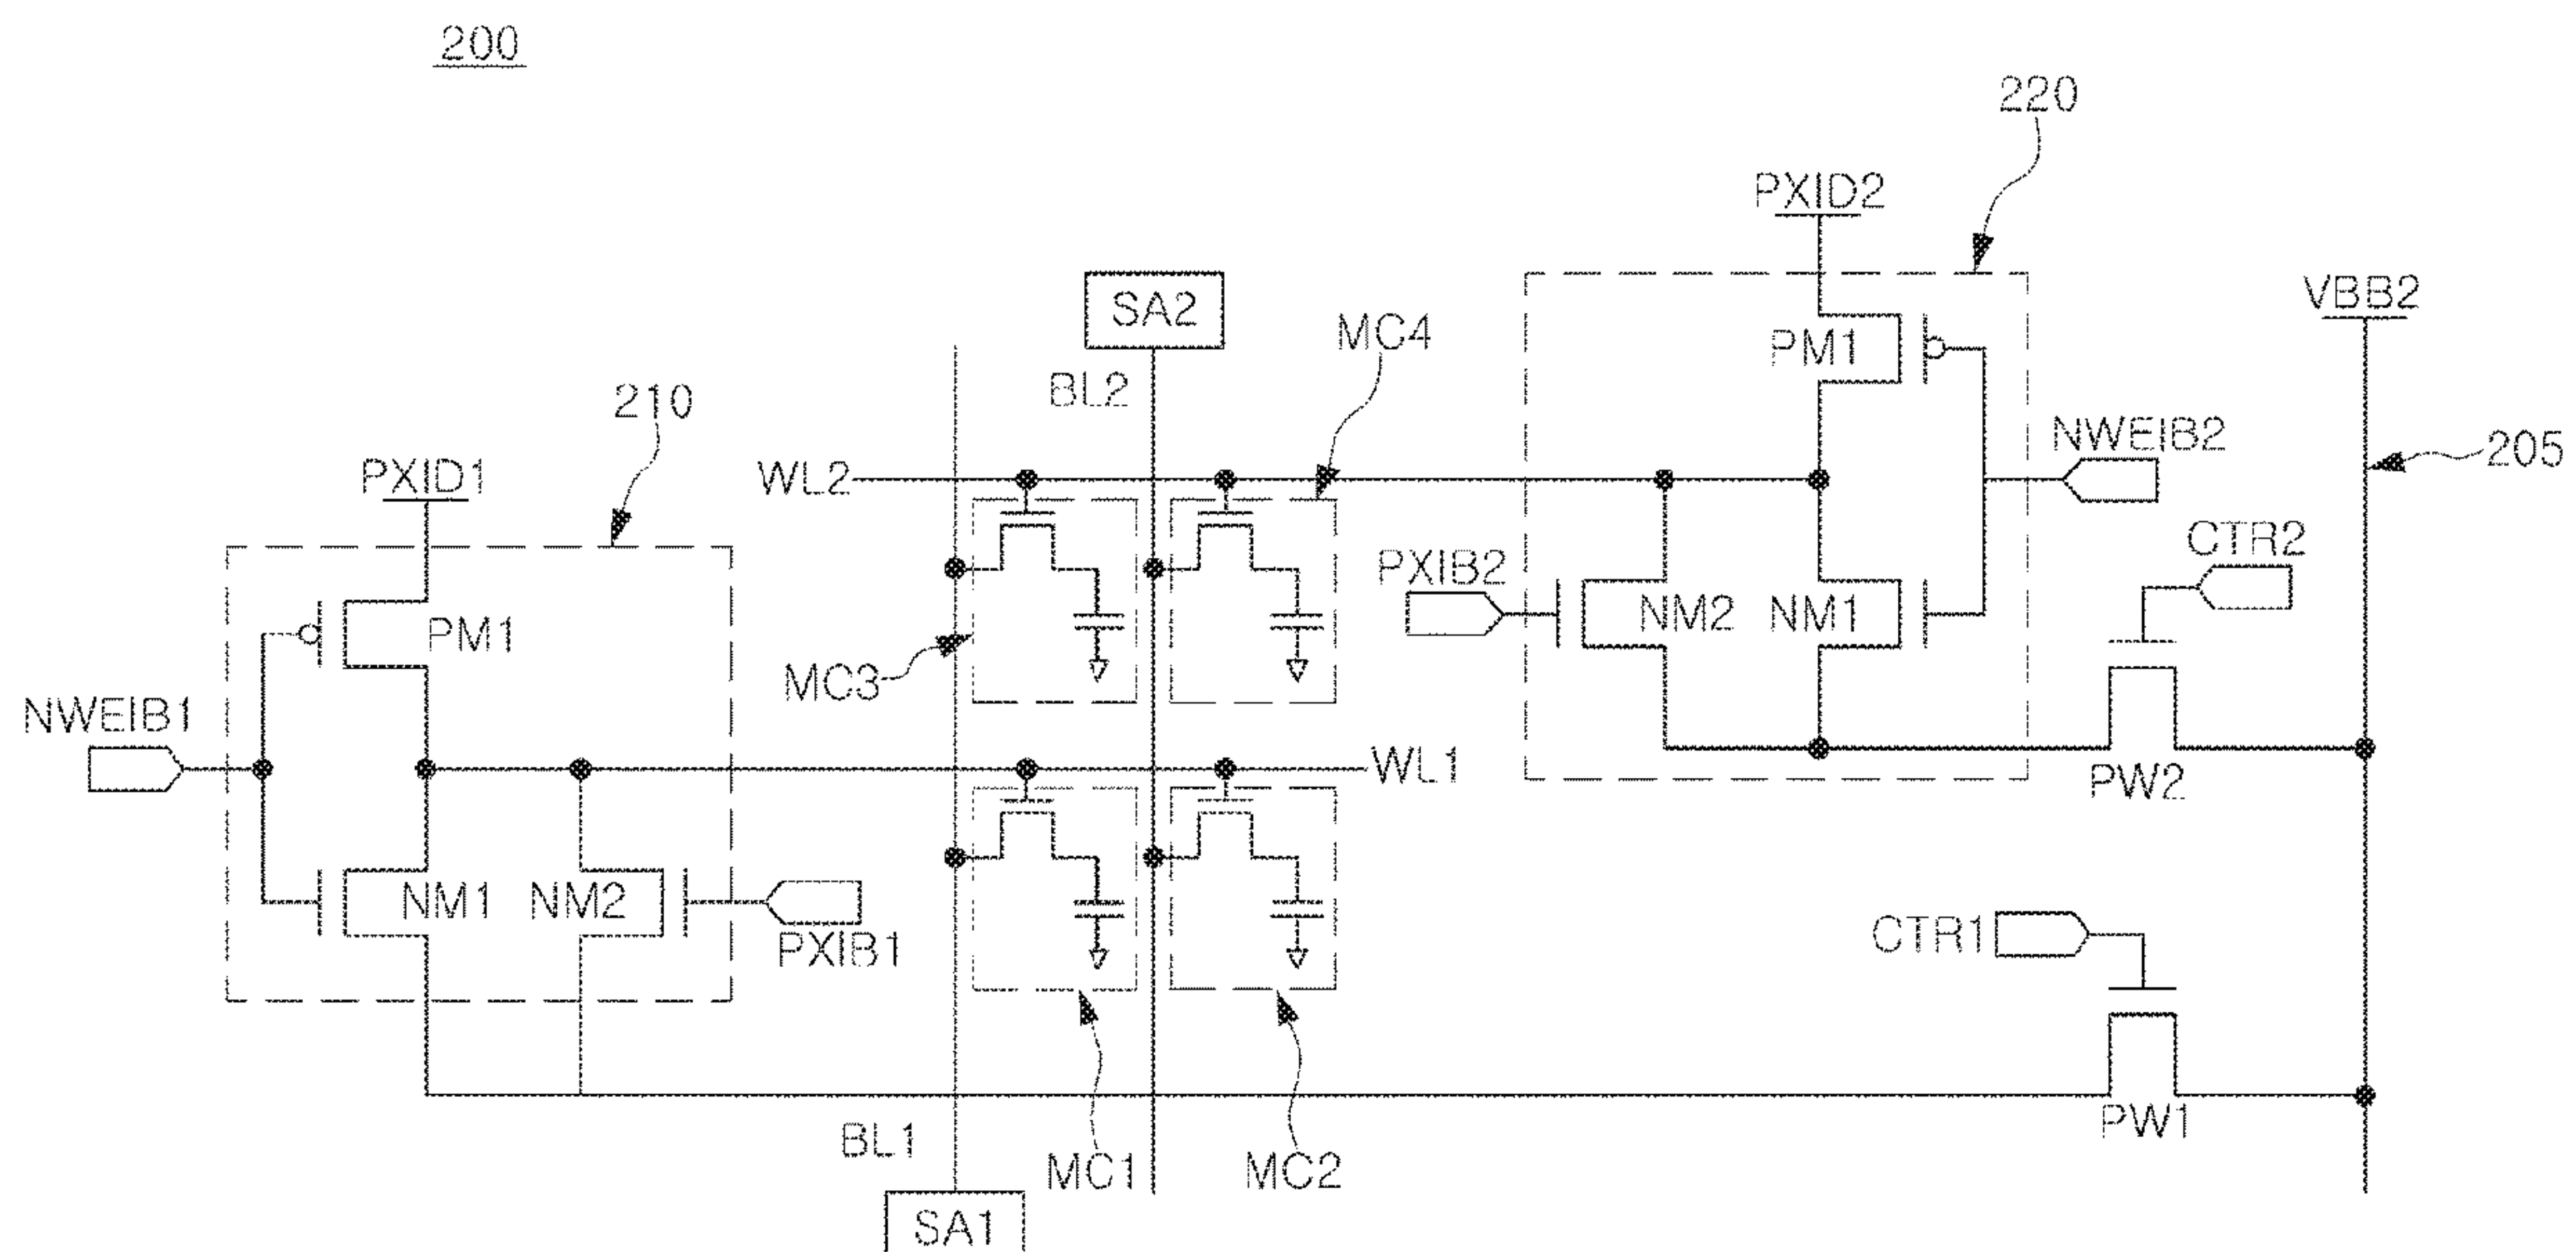 200
220
PXID2
SA2
MC4
VBB2
PM1
BL2
210
NWEIB2
205
WL2
PXID1
CTR2
PXIB2
NM2
NM1
PM1
MC3
NWEIB1
WL1
PW2
NM1
NM2
CTR1
PXIB1
PW1
BL1
MC1
MC2
SA1